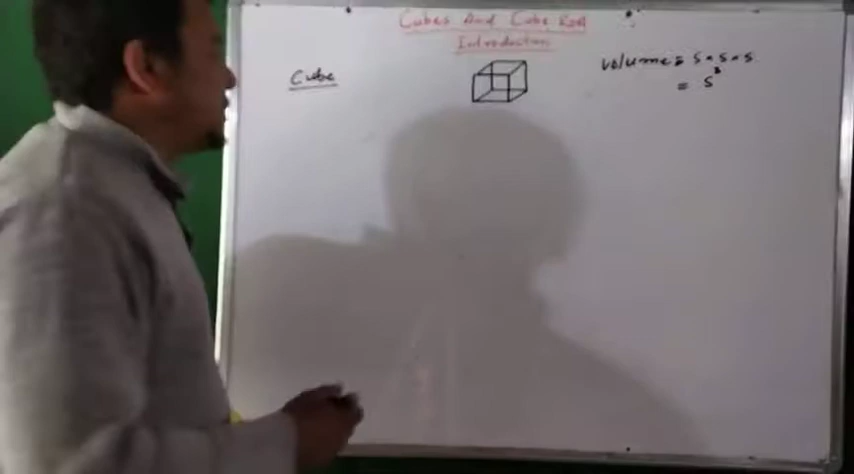 Cubes And Cube Root
Introduction
Cube
Volume = s × s × s
= s³